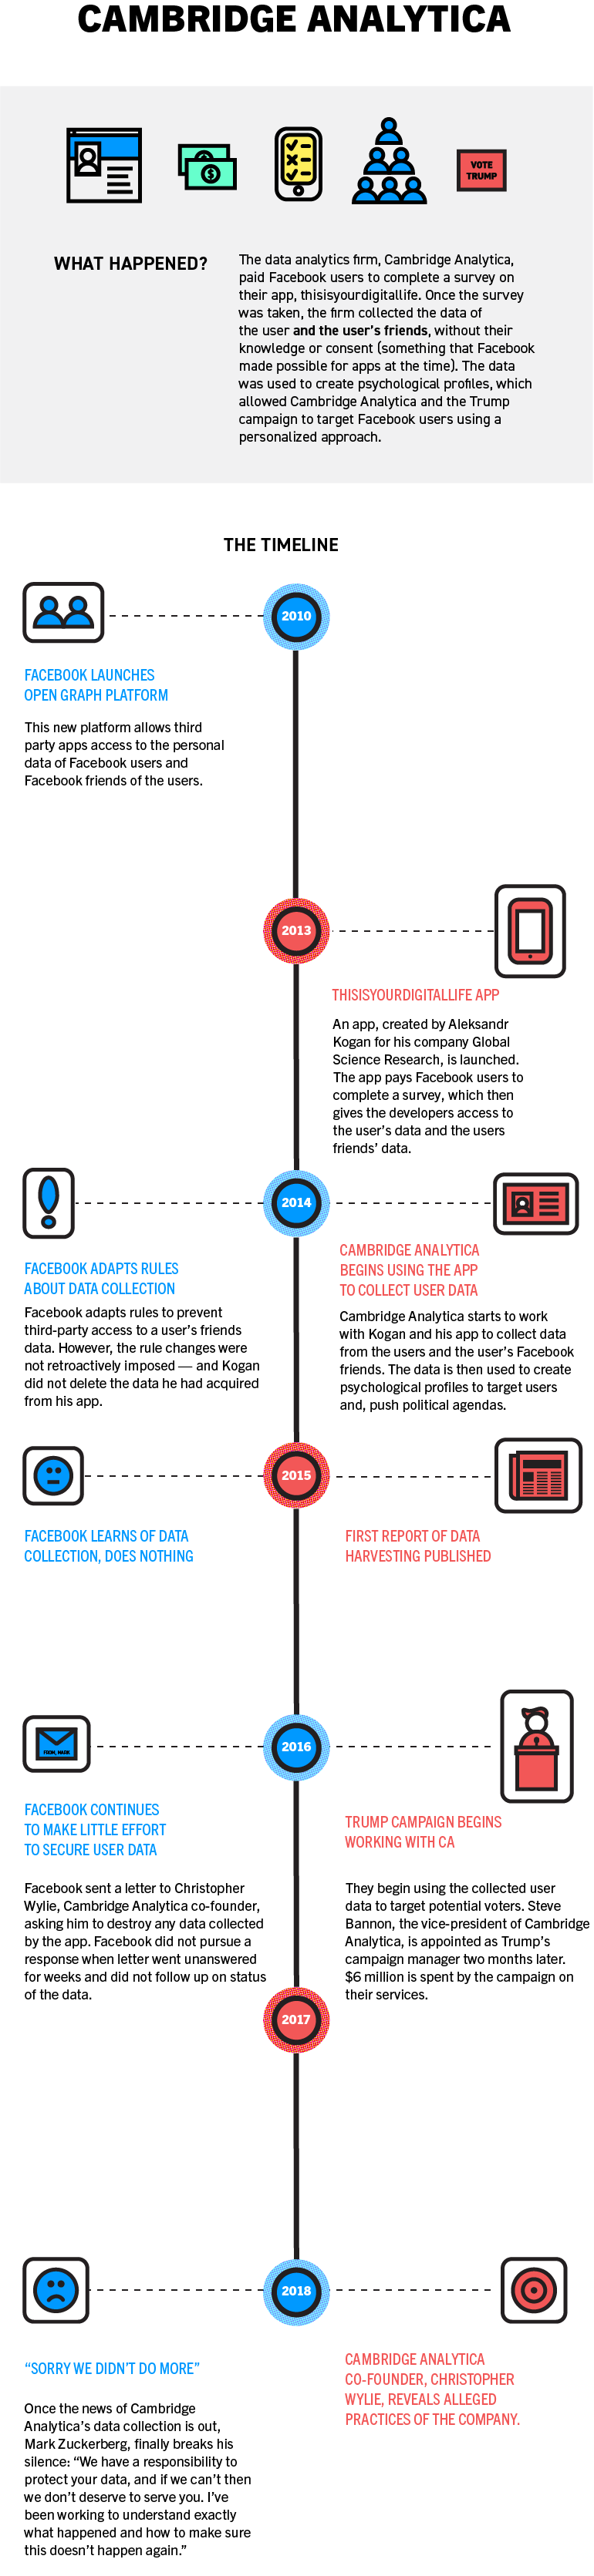 CAMBRIDGE ANALYTICA
VOTE
TRUMP
WHAT HAPPENED?
The data analytics firm, Cambridge Analytica,
paid Facebook users to complete a survey on
their app, thisisyourdigitallife. Once the survey
was taken, the firm collected the data of
the user and the user's friends, without their
knowledge or consent (something that Facebook
made possible for apps at the time). The data
was used to create psychological profiles, which
allowed Cambridge Analytica and the Trump
campaign to target Facebook users using a
personalized approach.
THE TIMELINE
2010
FACEBOOK LAUNCHES
OPEN GRAPH PLATFORM
This new platform allows third
party apps access to the personal
data of Facebook users and
Facebook friends of the users.
2013
THISISYOURDIGITALLIFE APP
An app, created by Aleksandr
Kogan for his company Global
Science Research, is launched.
The app pays Facebook users to
complete a survey, which then
gives the developers access to
the user's data and the users
friends' data.
2014
FACEBOOK ADAPTS RULES
ABOUT DATA COLLECTION
Facebook adapts rules to prevent
third-party access to a user's friends
data. However, the rule changes were
not retroactively imposed — and Kogan
did not delete the data he had acquired
from his app.
CAMBRIDGE ANALYTICA
BEGINS USING THE APP
TO COLLECT USER DATA
Cambridge Analytica starts to work
with Kogan and his app to collect data
from the users and the user's Facebook
friends. The data is then used to create
psychological profiles to target users
and, push political agendas.
2015
FACEBOOK LEARNS OF DATA
COLLECTION, DOES NOTHING
FIRST REPORT OF DATA
HARVESTING PUBLISHED
2016
FROM, MARK
FACEBOOK CONTINUES
TO MAKE LITTLE EFFORT
TO SECURE USER DATA
Facebook sent a letter to Christopher
Wylie, Cambridge Analytica co-founder,
asking him to destroy any data collected
by the app. Facebook did not pursue a
response when letter went unanswered
for weeks and did not follow up on status
of the data.
TRUMP CAMPAIGN BEGINS
WORKING WITH CA
They begin using the collected user
data to target potential voters. Steve
Bannon, the vice-president of Cambridge
Analytica, is appointed as Trump's
campaign manager two months later.
$6 million is spent by the campaign on
their services.
2017
2018
"SORRY WE DIDN'T DO MORE"
Once the news of Cambridge
Analytica's data collection is out,
Mark Zuckerberg, finally breaks his
silence: "We have a responsibility to
protect your data, and if we can't then
we don't deserve to serve you. I've
been working to understand exactly
what happened and how to make sure
this doesn't happen again."
CAMBRIDGE ANALYTICA
CO-FOUNDER, CHRISTOPHER
WYLIE, REVEALS ALLEGED
PRACTICES OF THE COMPANY.